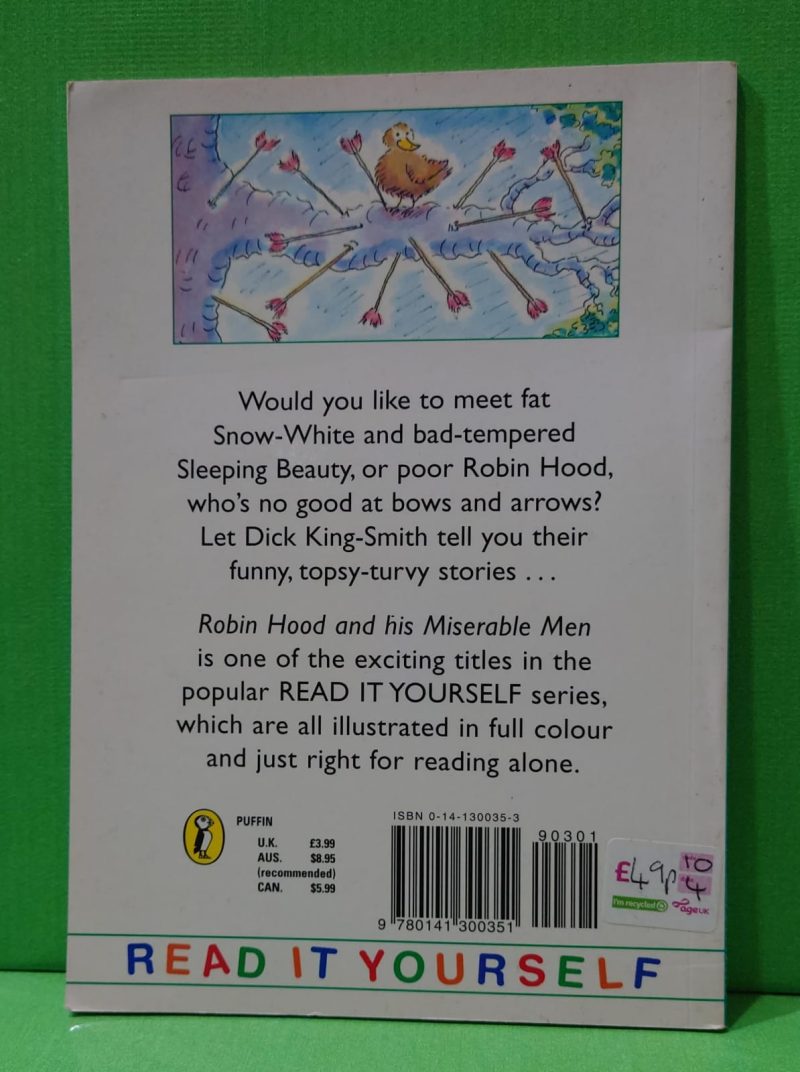 Would you like to meet fat
Snow-White and bad-tempered
Sleeping Beauty, or poor Robin Hood,
who's no good at bows and arrows?
Let Dick King-Smith tell you their
funny, topsy-turvy stories . . .
Robin Hood and his Miserable Men
is one of the exciting titles in the
popular READ IT YOURSELF series,
which are all illustrated in full colour
and just right for reading alone.
PUFFIN
U.K. £3.99
AUS. $8.95
(recommended)
CAN. $5.99
ISBN 0-14-130035-3
90301
9 780141 300351
£49p
10
4
I'm recycled
age UK
READ IT YOURSELF